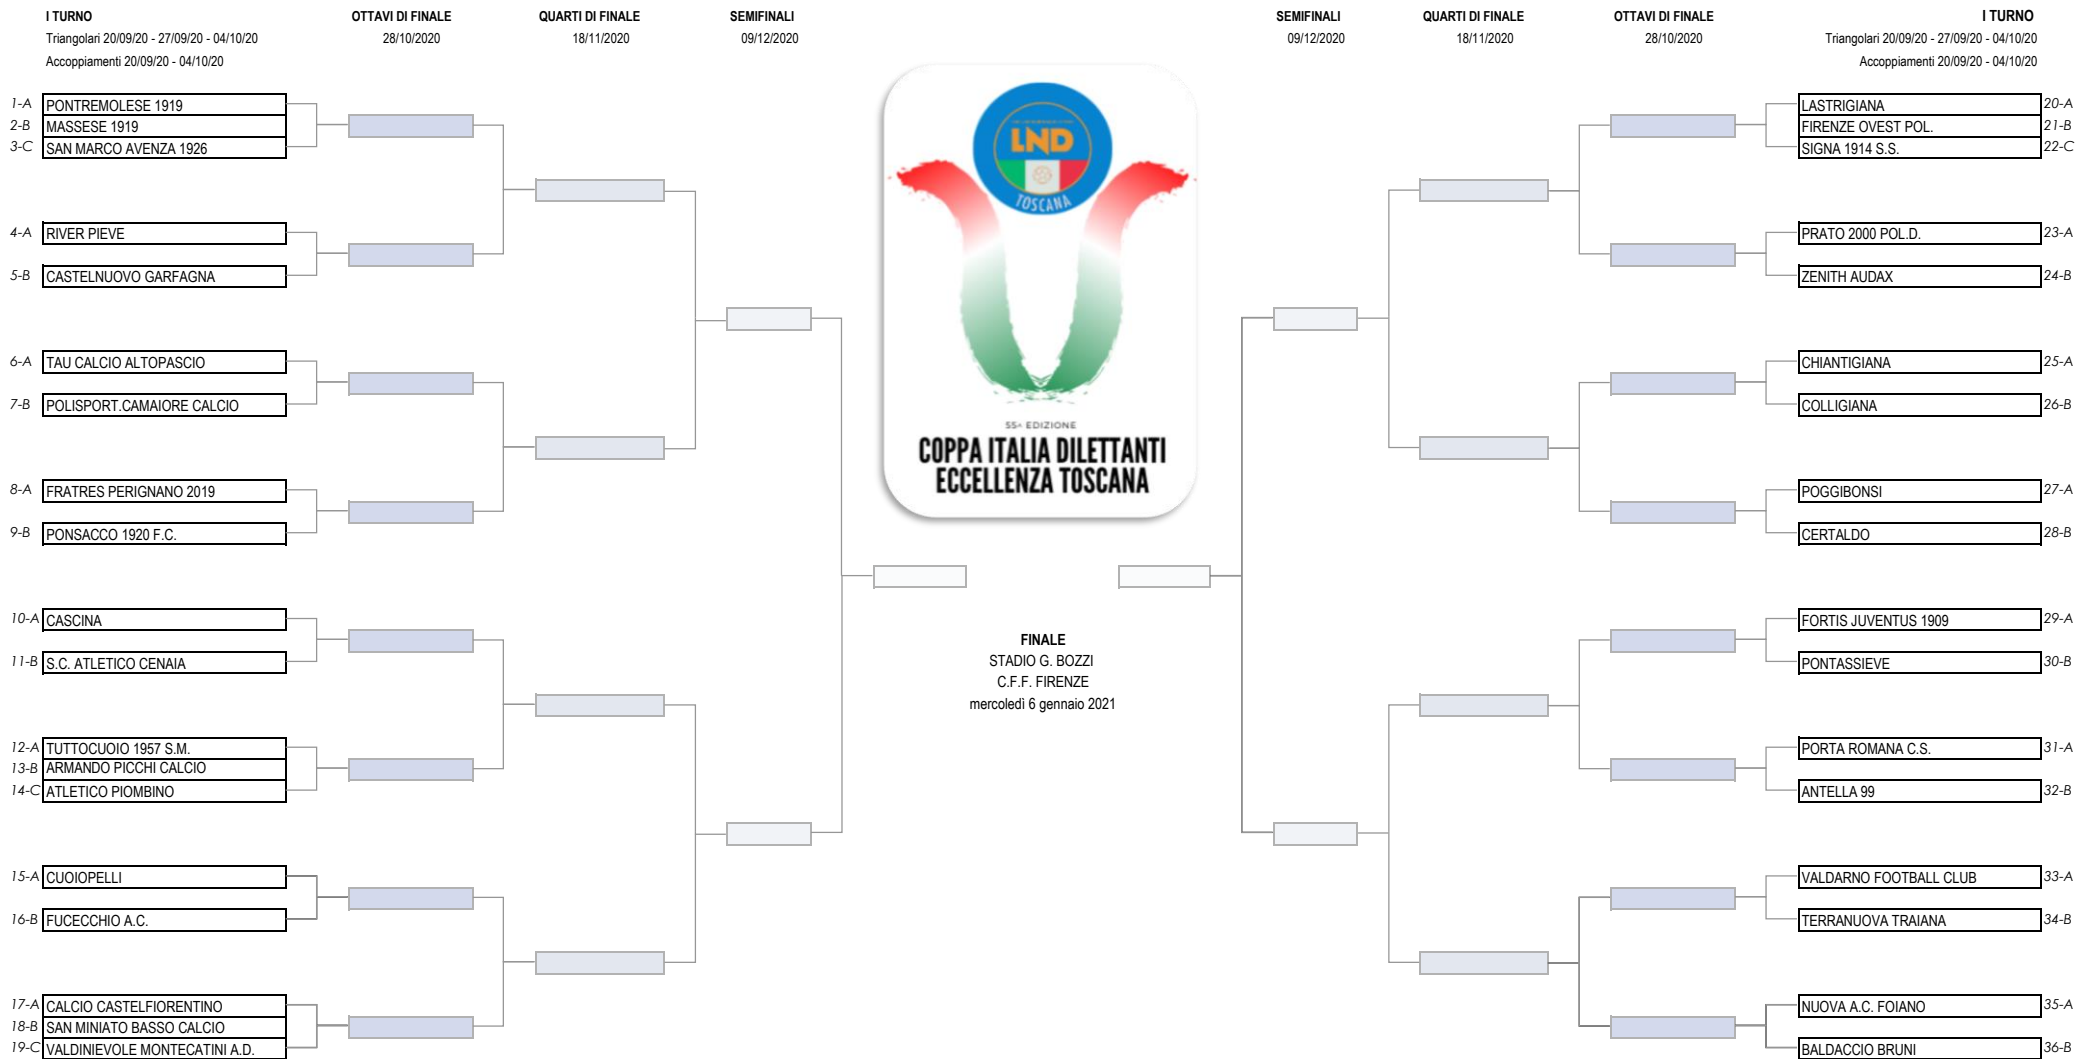 I TURNO
OTTAVI DI FINALE
QUARTI DI FINALE
SEMIFINALI
SEMIFINALI
QUARTI DI FINALE
OTTAVI DI FINALE
I TURNO
Triangolari 20/09/20 - 27/09/20 - 04/10/20
28/10/2020
18/11/2020
09/12/2020
09/12/2020
18/11/2020
28/10/2020
Triangolari 20/09/20 - 27/09/20 - 04/10/20
Accoppiamenti 20/09/20 - 04/10/20
Accoppiamenti 20/09/20 - 04/10/20
1-A PONTREMOLESE 1919
2-B MASSESE 1919
3-C SAN MARCO AVENZA 1926
4-A RIVER PIEVE
5-B CASTELNUOVO GARFAGNA
6-A TAU CALCIO ALTOPASCIO
7-B POLISPORT.CAMAIORE CALCIO
8-A FRATRES PERIGNANO 2019
9-B PONSACCO 1920 F.C.
10-A CASCINA
11-B S.C. ATLETICO CENAIA
12-A TUTTOCUOIO 1957 S.M.
13-B ARMANDO PICCHI CALCIO
14-C ATLETICO PIOMBINO
15-A CUOIOPELLI
16-B FUCECCHIO A.C.
17-A CALCIO CASTELFIORENTINO
18-B SAN MINIATO BASSO CALCIO
19-C VALDINIEVOLE MONTECATINI A.D.
LND
TOSCANA
55ª EDIZIONE
COPPA ITALIA DILETTANTI
ECCELLENZA TOSCANA
FINALE
STADIO G. BOZZI
C.F.F. FIRENZE
mercoledì 6 gennaio 2021
LASTRIGIANA 20-A
FIRENZE OVEST POL. 21-B
SIGNA 1914 S.S. 22-C
PRATO 2000 POL.D. 23-A
ZENITH AUDAX 24-B
CHIANTIGIANA 25-A
COLLIGIANA 26-B
POGGIBONSI 27-A
CERTALDO 28-B
FORTIS JUVENTUS 1909 29-A
PONTASSIEVE 30-B
PORTA ROMANA C.S. 31-A
ANTELLA 99 32-B
VALDARNO FOOTBALL CLUB 33-A
TERRANUOVA TRAIANA 34-B
NUOVA A.C. FOIANO 35-A
BALDACCIO BRUNI 36-B